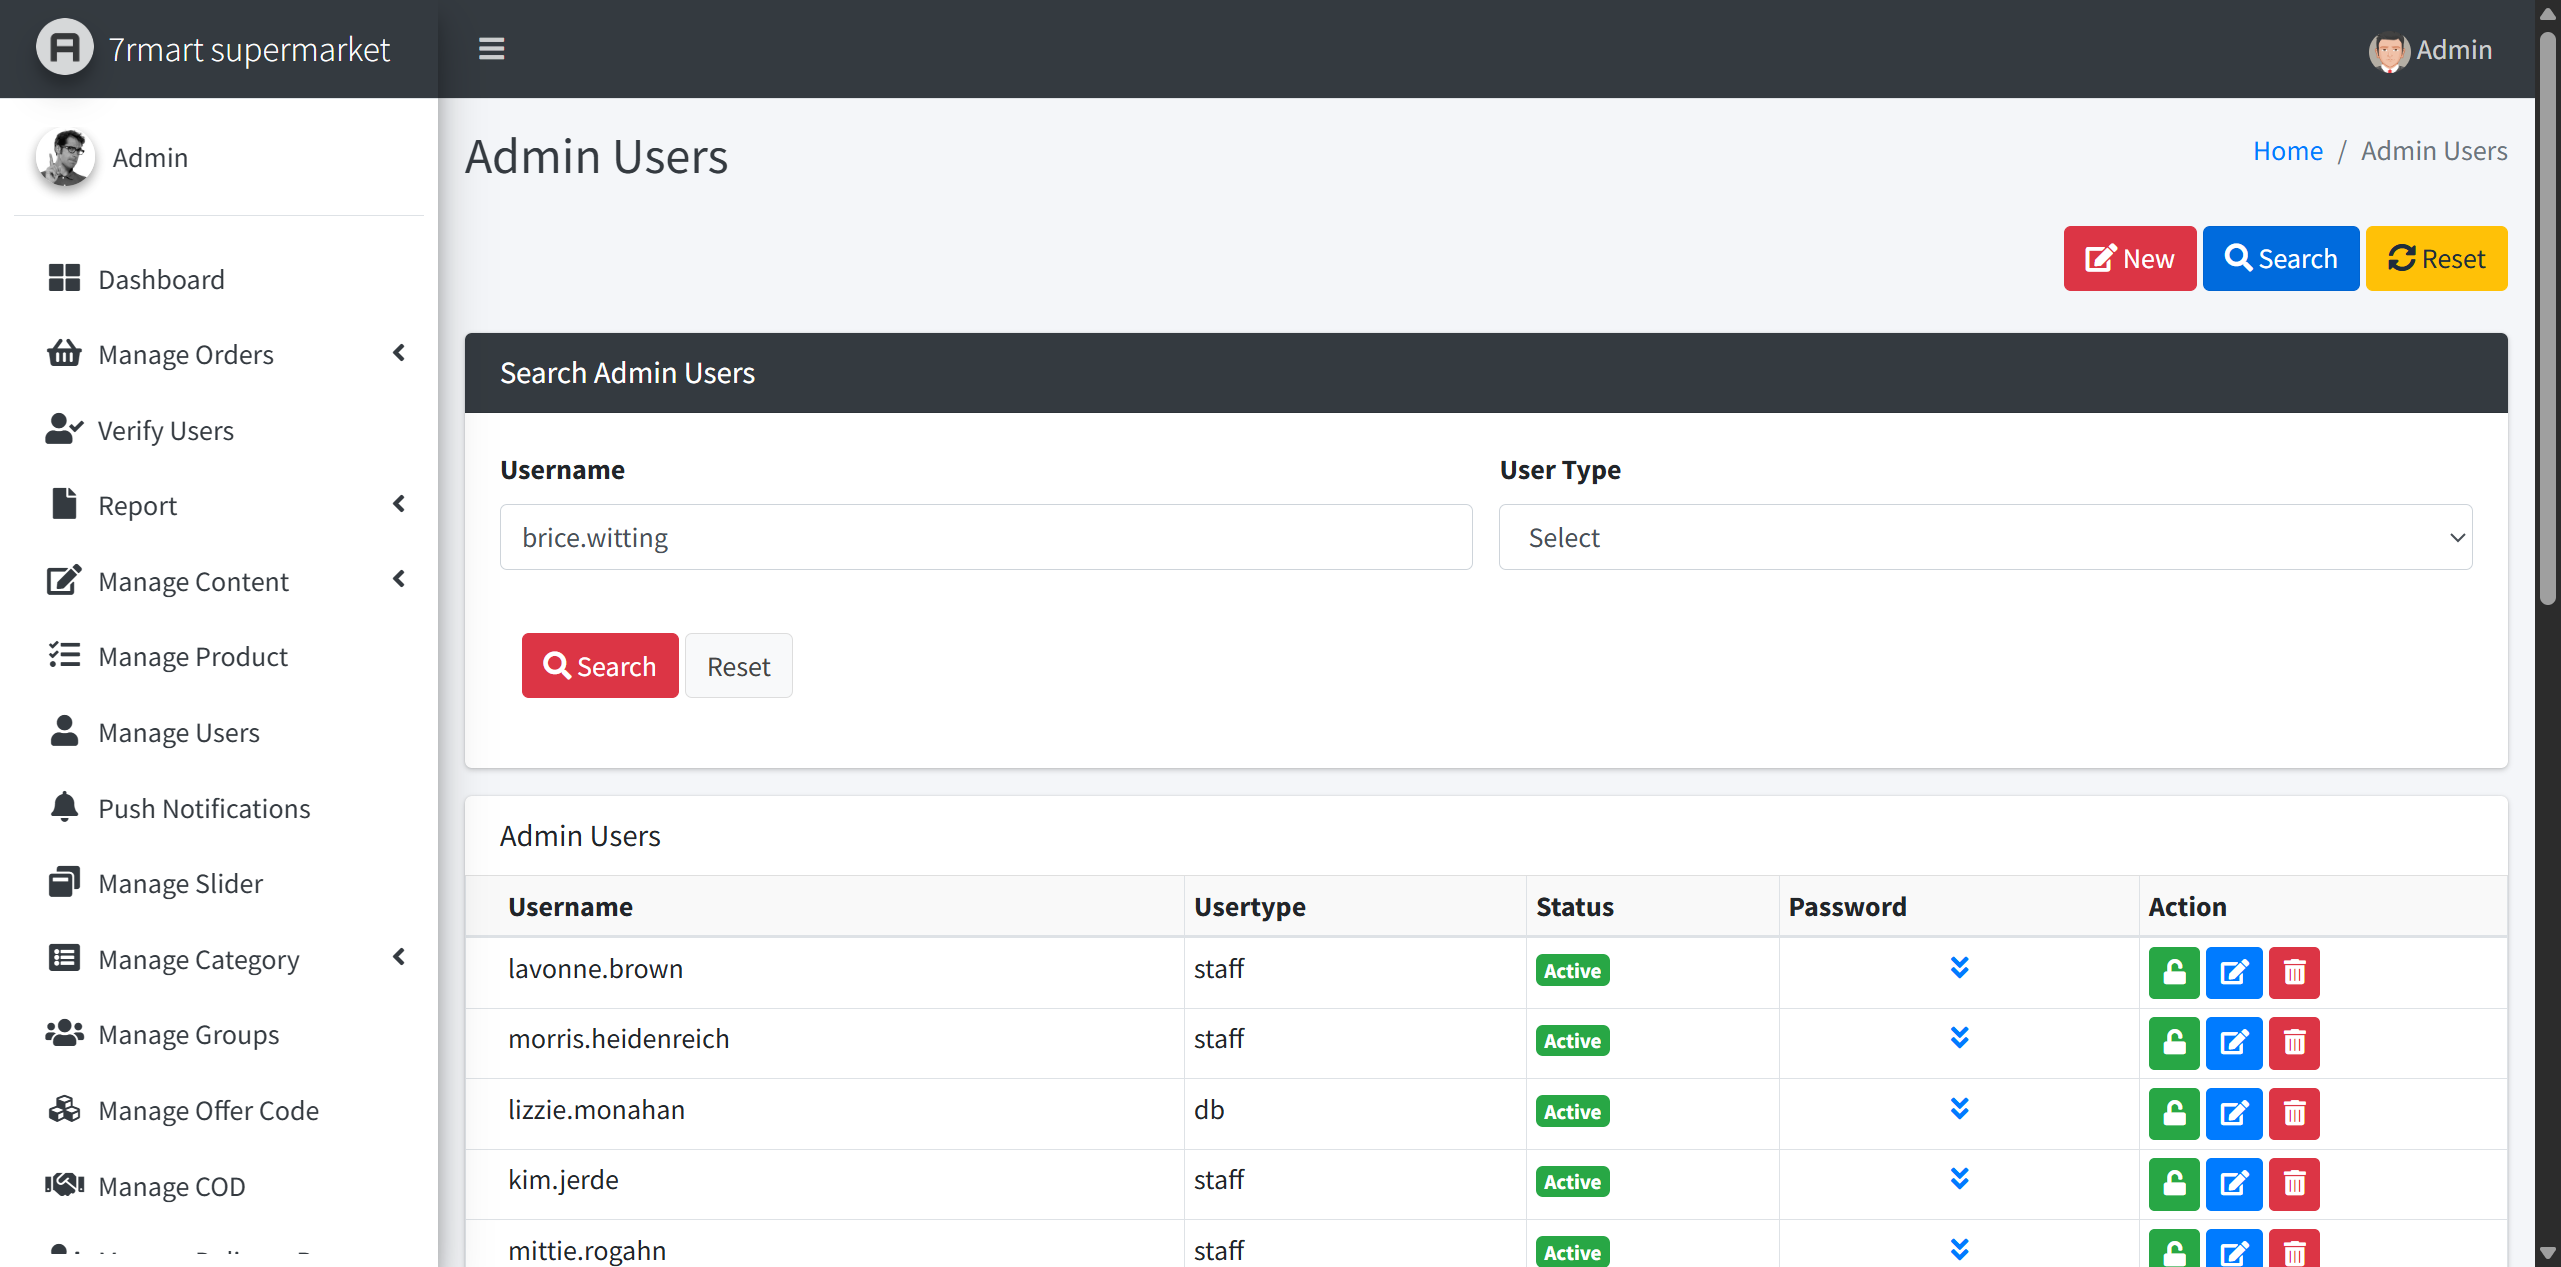 7rmart supermarket
Admin
Admin
Dashboard
Manage Orders
Verify Users
Report
Manage Content
Manage Product
Manage Users
Push Notifications
Manage Slider
Manage Category
Manage Groups
Manage Offer Code
Manage COD
Admin Users
Home / Admin Users
New Search Reset
Search Admin Users
Username User Type
brice.witting Select
Search Reset
Admin Users
Username Usertype Status Password Action
lavonne.brown staff Active
morris.heidenreich staff Active
lizzie.monahan db Active
kim.jerde staff Active
mittie.rogahn staff Active